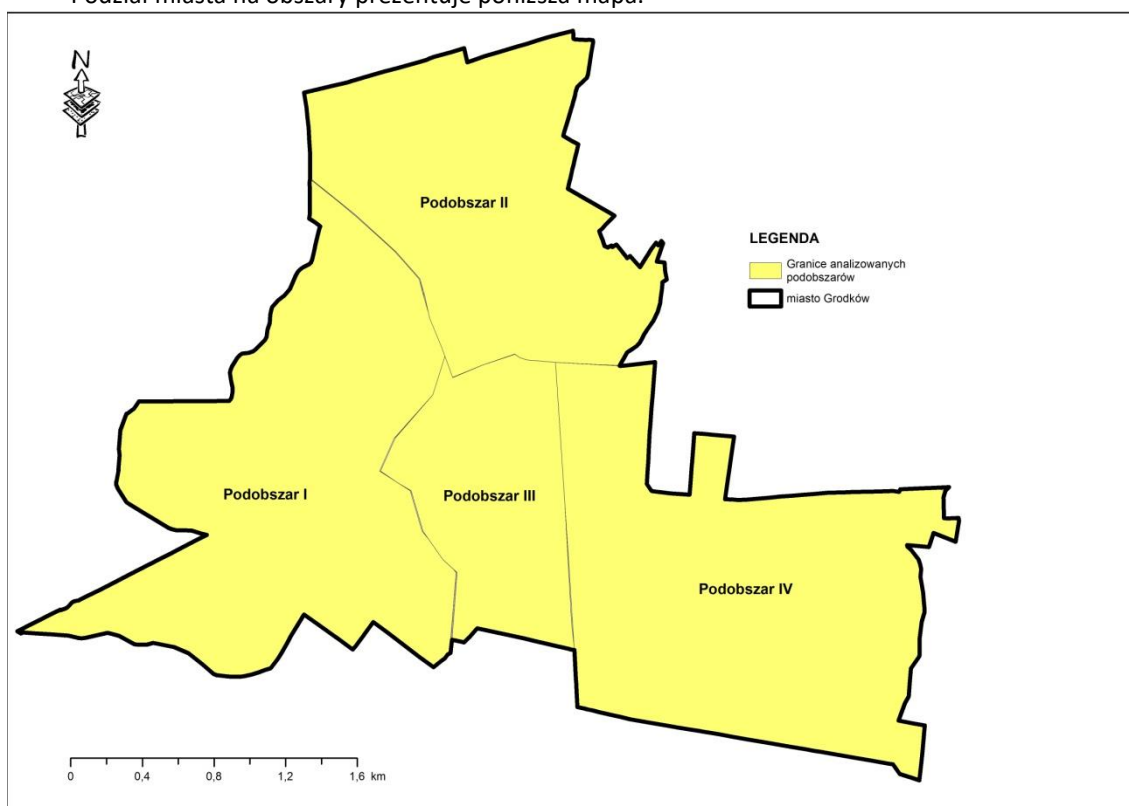 Podział miasta na obszary prezentuje poniższa mapa.
N
Podobszar II
LEGENDA
Granice analizowanych
podobszarów
miasto Grodków
Podobszar I
Podobszar III
Podobszar IV
0 0,4 0,8 1,2 1,6 km